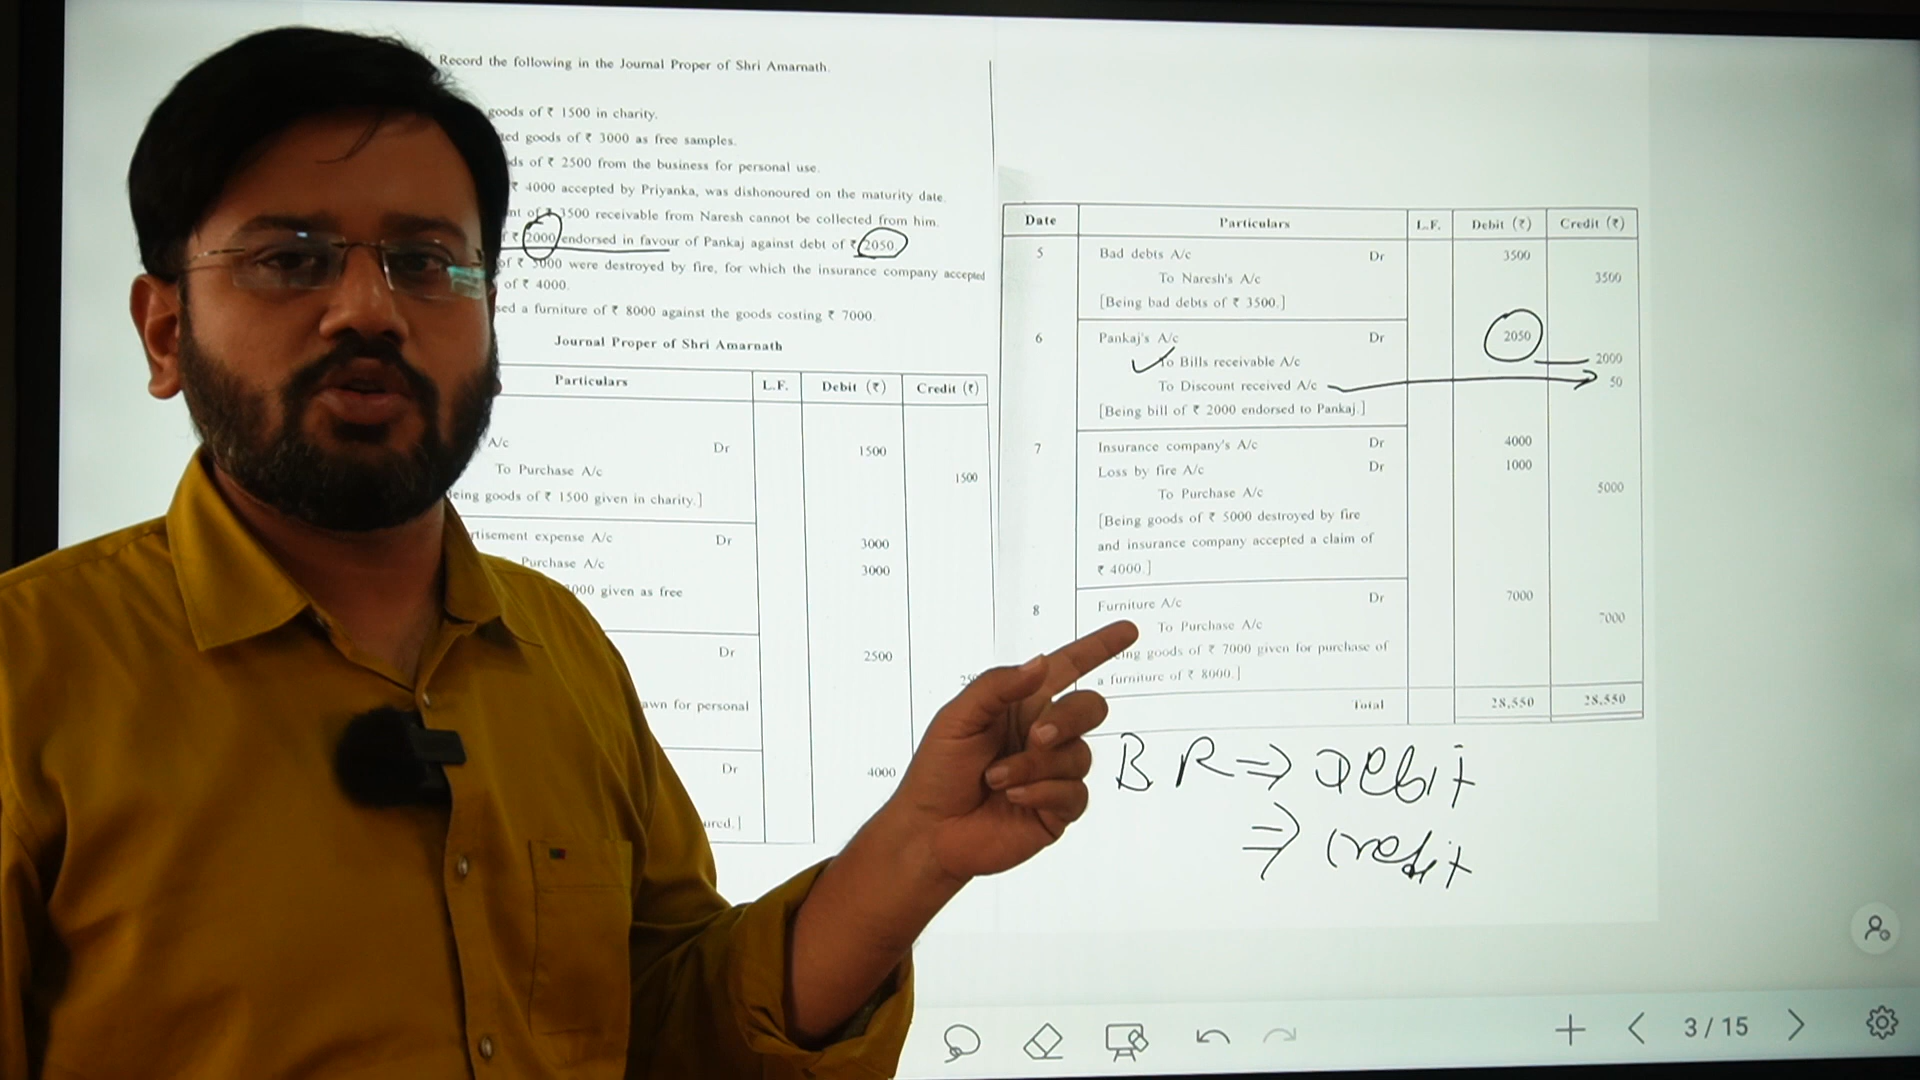 Record the following in the Journal Proper of Shri Amarnath.
goods of ₹ 1500 in charity.
ted goods of ₹ 3000 as free samples.
ds of ₹ 2500 from the business for personal use.
₹ 4000 accepted by Priyanka, was dishonoured on the maturity date.
nt of ₹ 3500 receivable from Naresh cannot be collected from him.
₹ 2000 endorsed in favour of Pankaj against debt of ₹ 2050.
of ₹ 5000 were destroyed by fire, for which the insurance company accepted
of ₹ 4000.
sed a furniture of ₹ 8000 against the goods costing ₹ 7000.
Journal Proper of Shri Amarnath
Particulars L.F. Debit (₹) Credit (₹)
A/c Dr 1500
To Purchase A/c 1500
eing goods of ₹ 1500 given in charity.]
rtisement expense A/c Dr 3000
Purchase A/c 3000
000 given as free
Dr 2500
25
awn for personal
Dr 4000
ured.]
Date Particulars L.F. Debit (₹) Credit (₹)
5 Bad debts A/c Dr 3500
To Naresh's A/c 3500
[Being bad debts of ₹ 3500.]
6 Pankaj's A/c Dr 2050
To Bills receivable A/c 2000
To Discount received A/c 50
[Being bill of ₹ 2000 endorsed to Pankaj.]
7 Insurance company's A/c Dr 4000
Loss by fire A/c Dr 1000
To Purchase A/c 5000
[Being goods of ₹ 5000 destroyed by fire
and insurance company accepted a claim of
₹ 4000.]
8 Furniture A/c Dr 7000
To Purchase A/c 7000
ing goods of ₹ 7000 given for purchase of
a furniture of ₹ 8000.]
Total 28,550 28,550
BR ⇒ Debit
⇒ credit
3 / 15